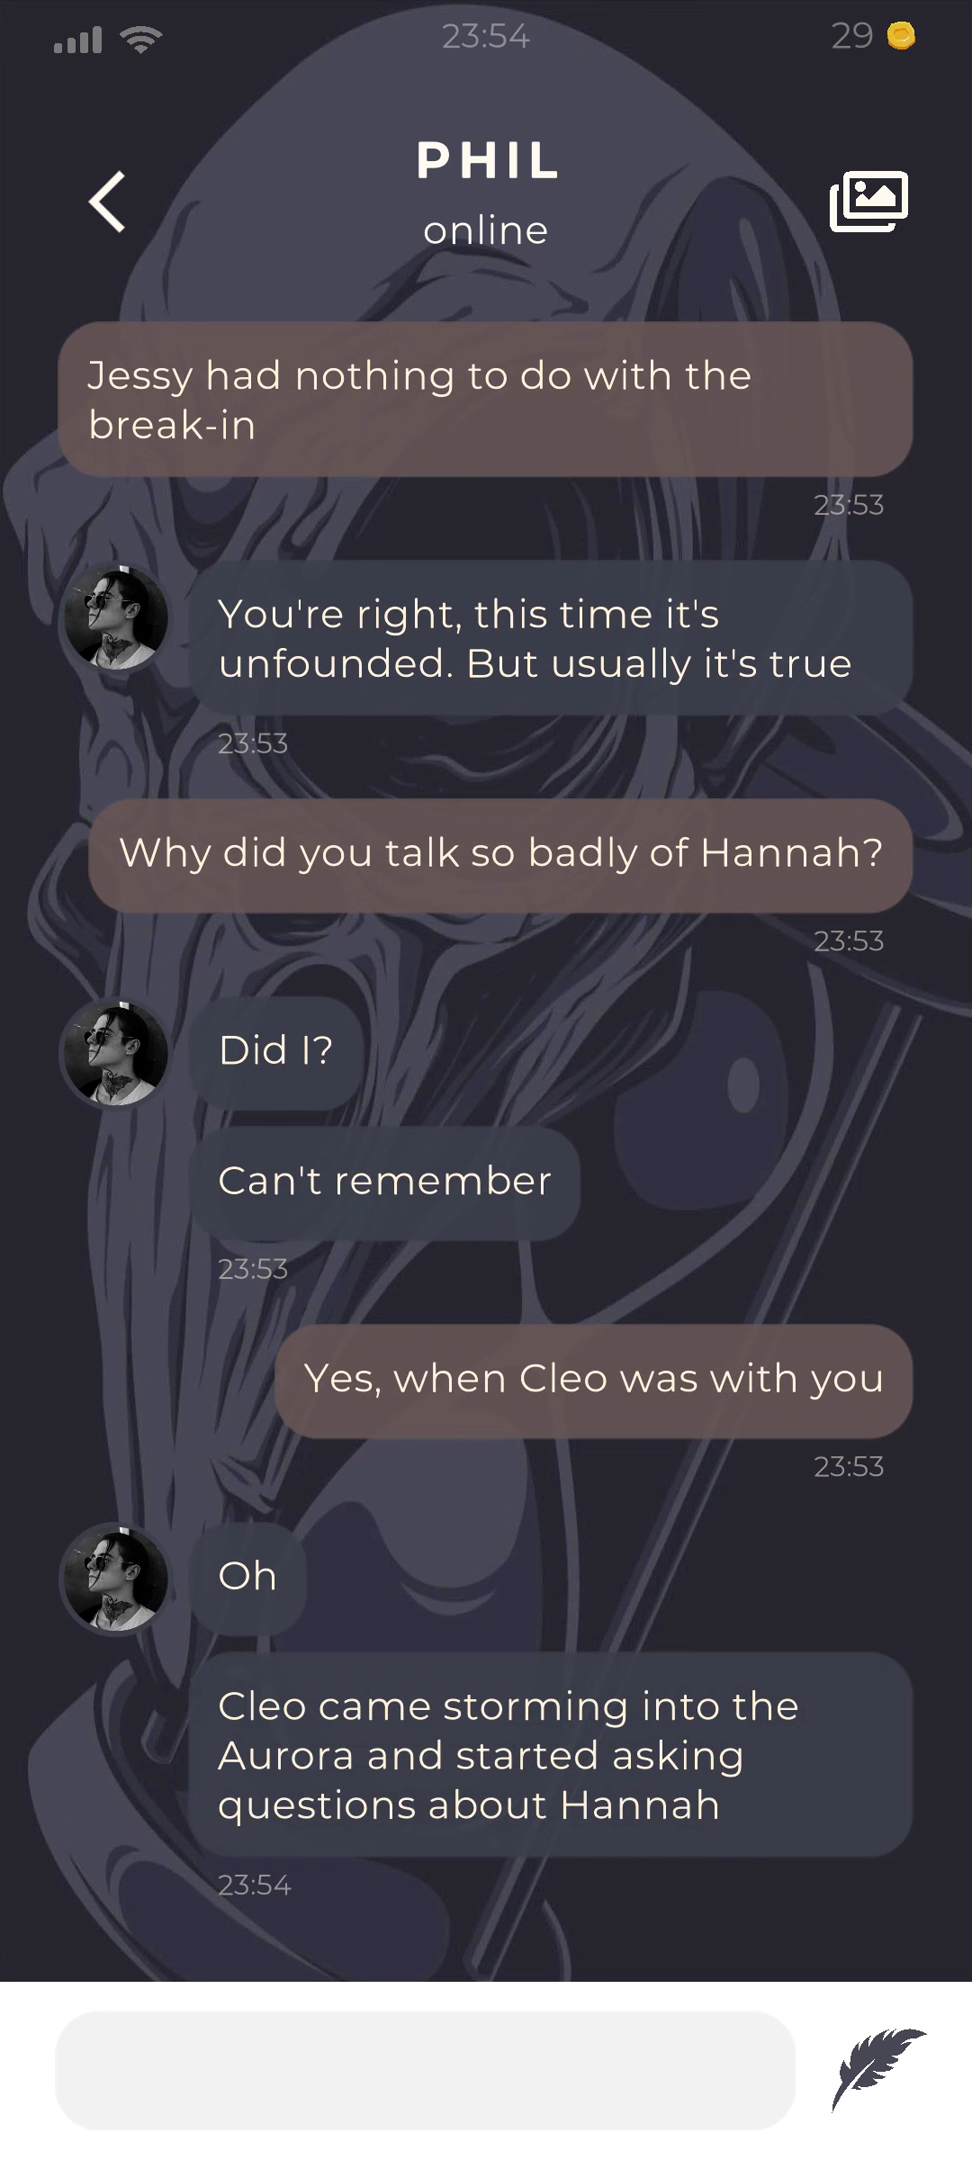 23:54
29
PHIL
online
Jessy had nothing to do with the
break-in
23:53
You're right, this time it's
unfounded. But usually it's true
23:53
Why did you talk so badly of Hannah?
23:53
Did I?
Can't remember
23:53
Yes, when Cleo was with you
23:53
Oh
Cleo came storming into the
Aurora and started asking
questions about Hannah
23:54